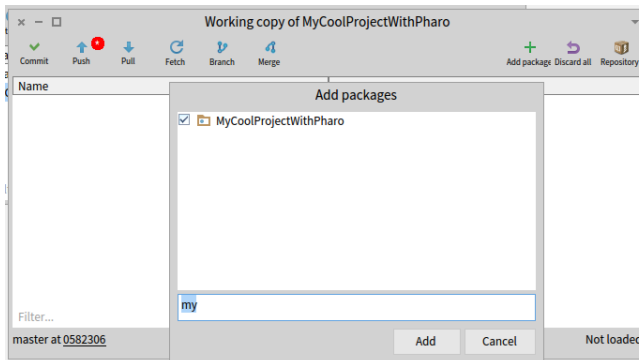 Working copy of MyCoolProjectWithPharo
Commit Push Pull Fetch Branch Merge Add package Discard all Repository
Name
Add packages
MyCoolProjectWithPharo
my
Filter...
Add Cancel
master at 0582306 Not loaded